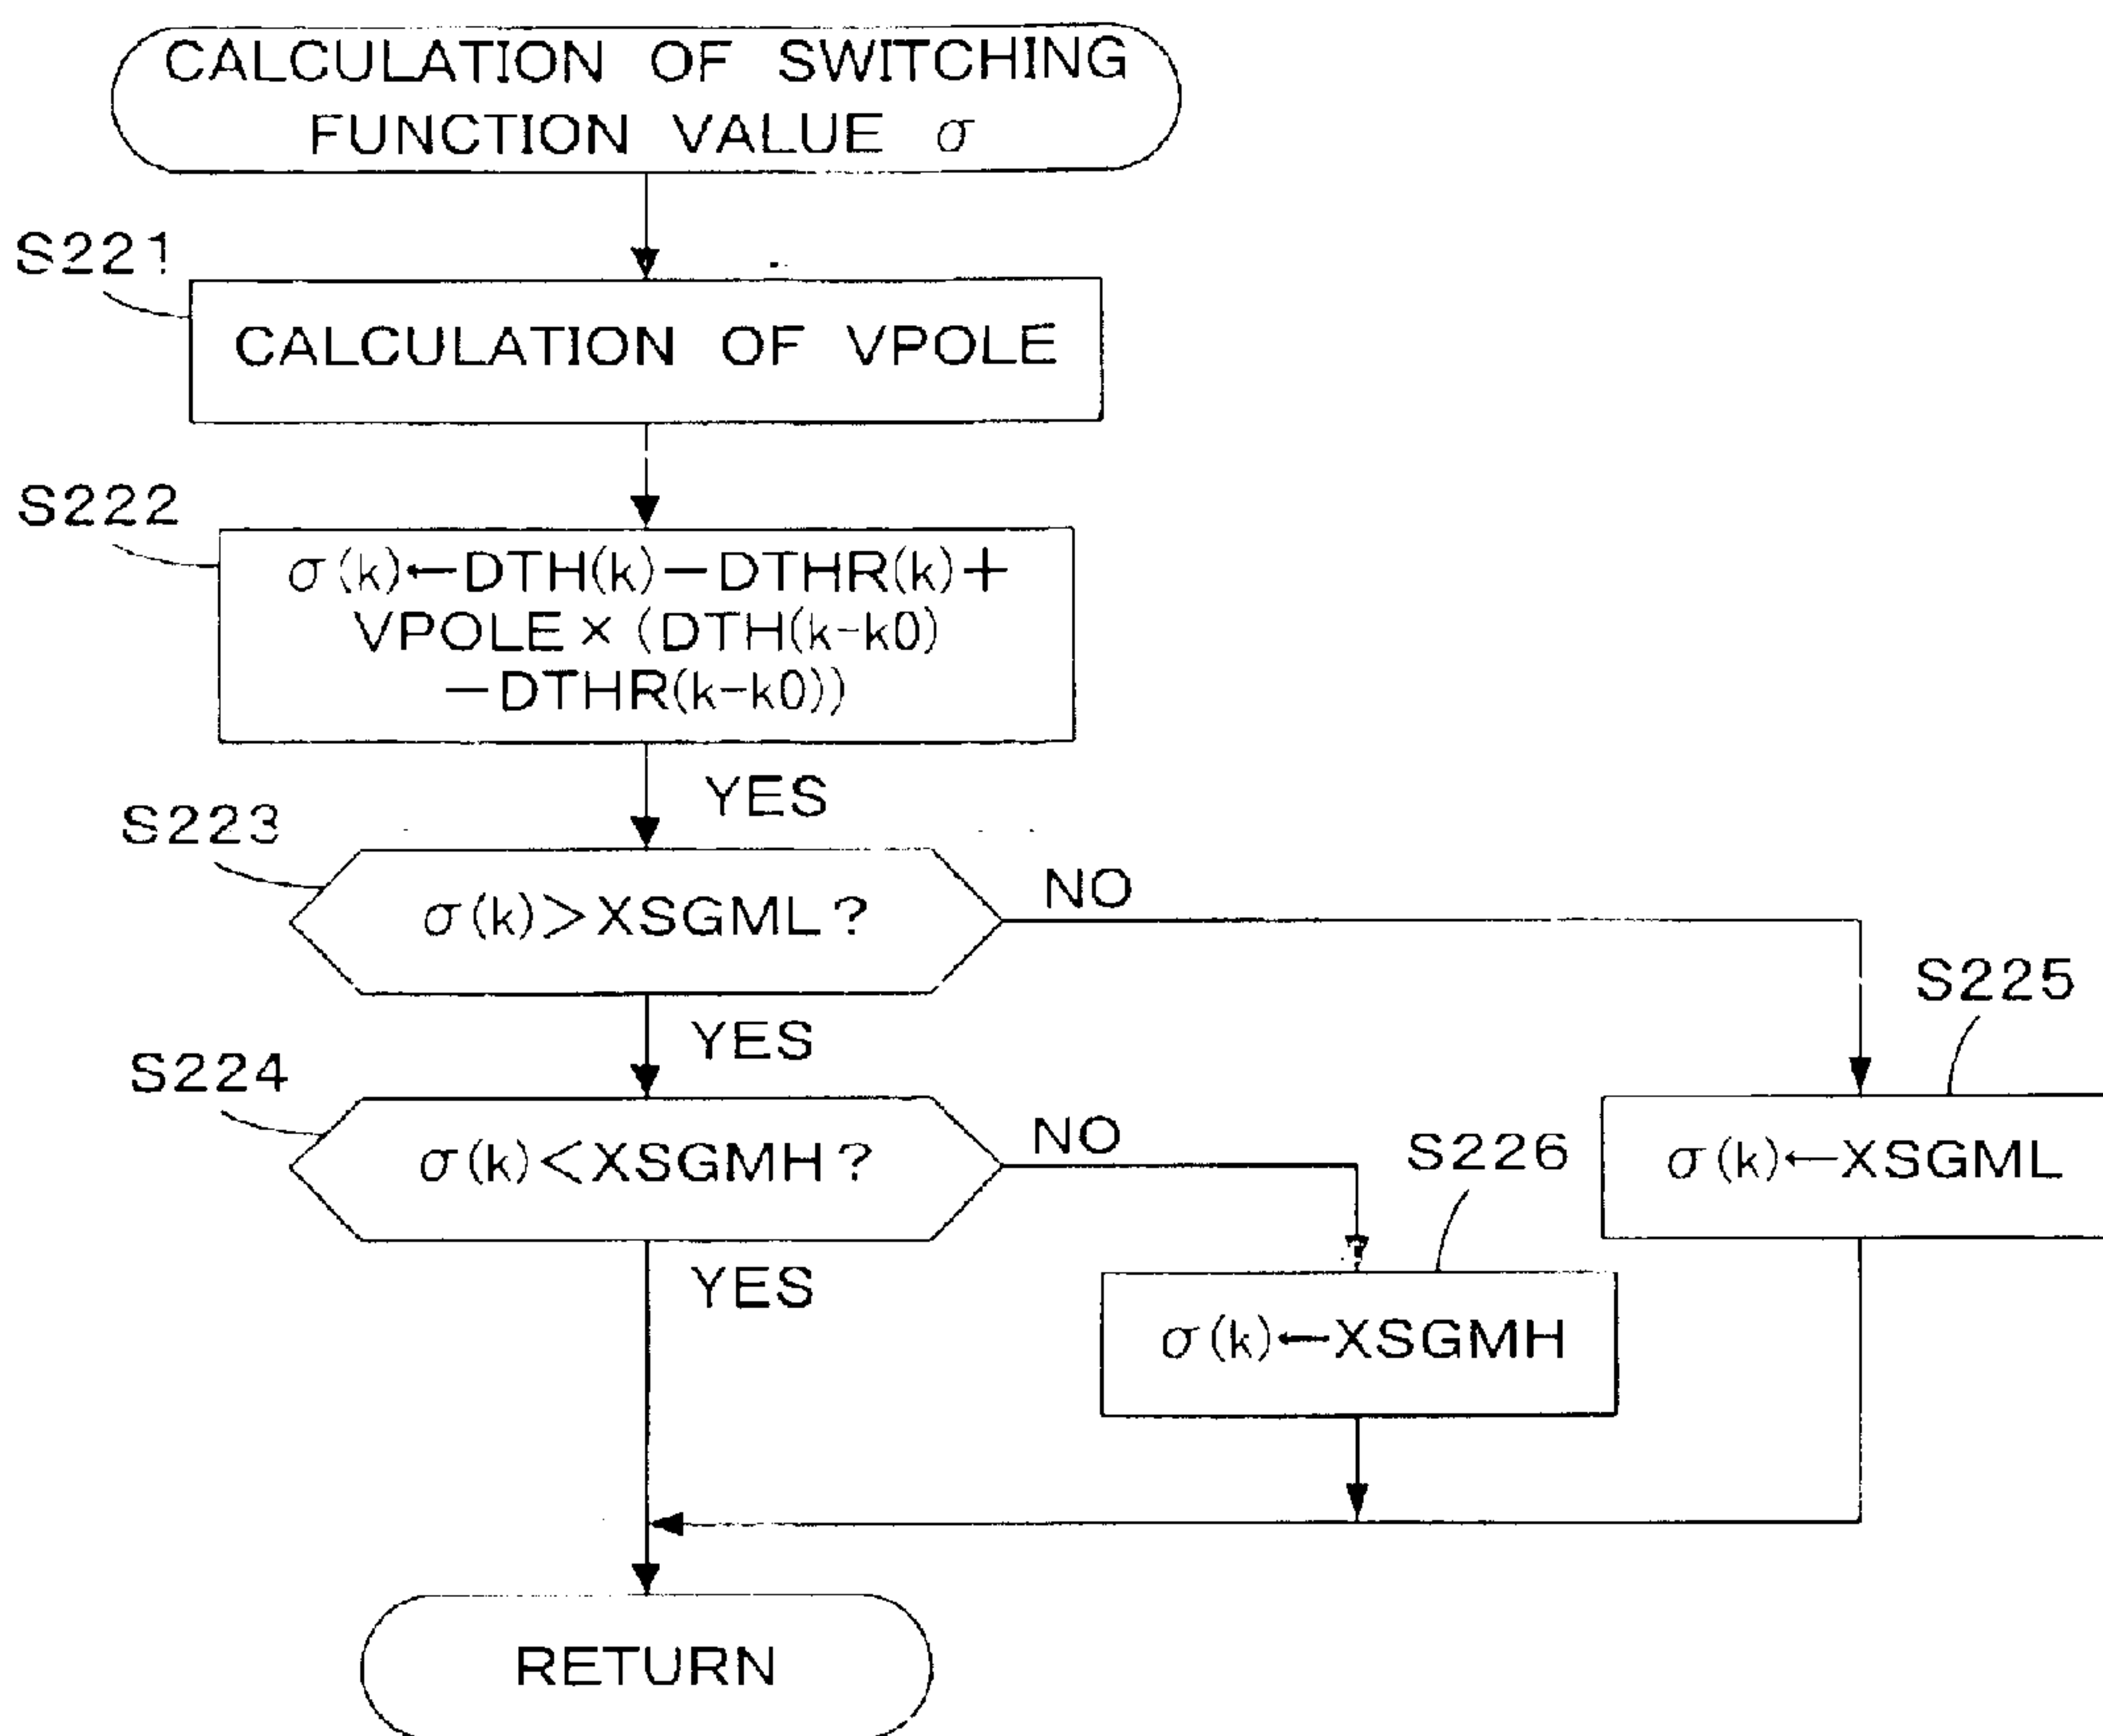 CALCULATION OF SWITCHING
FUNCTION VALUE σ
S221
CALCULATION OF VPOLE
S222
σ(k)←DTH(k)−DTHR(k)+
VPOLE×(DTH(k-k0)
−DTHR(k-k0))
YES
S223
σ(k)>XSGML?
NO
YES
S224
σ(k)<XSGMH?
NO
YES
S225
σ(k)←XSGML
S226
σ(k)←XSGMH
RETURN